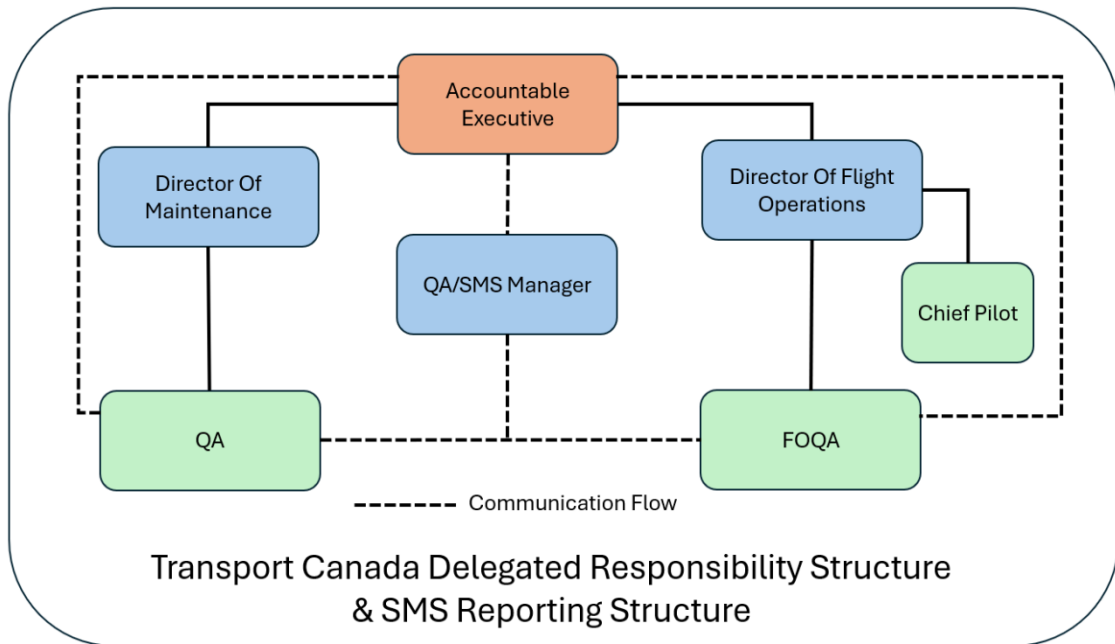 Accountable
Executive
Director Of
Maintenance
Director Of Flight
Operations
QA/SMS Manager
Chief Pilot
QA
FOQA
Communication Flow
Transport Canada Delegated Responsibility Structure
& SMS Reporting Structure